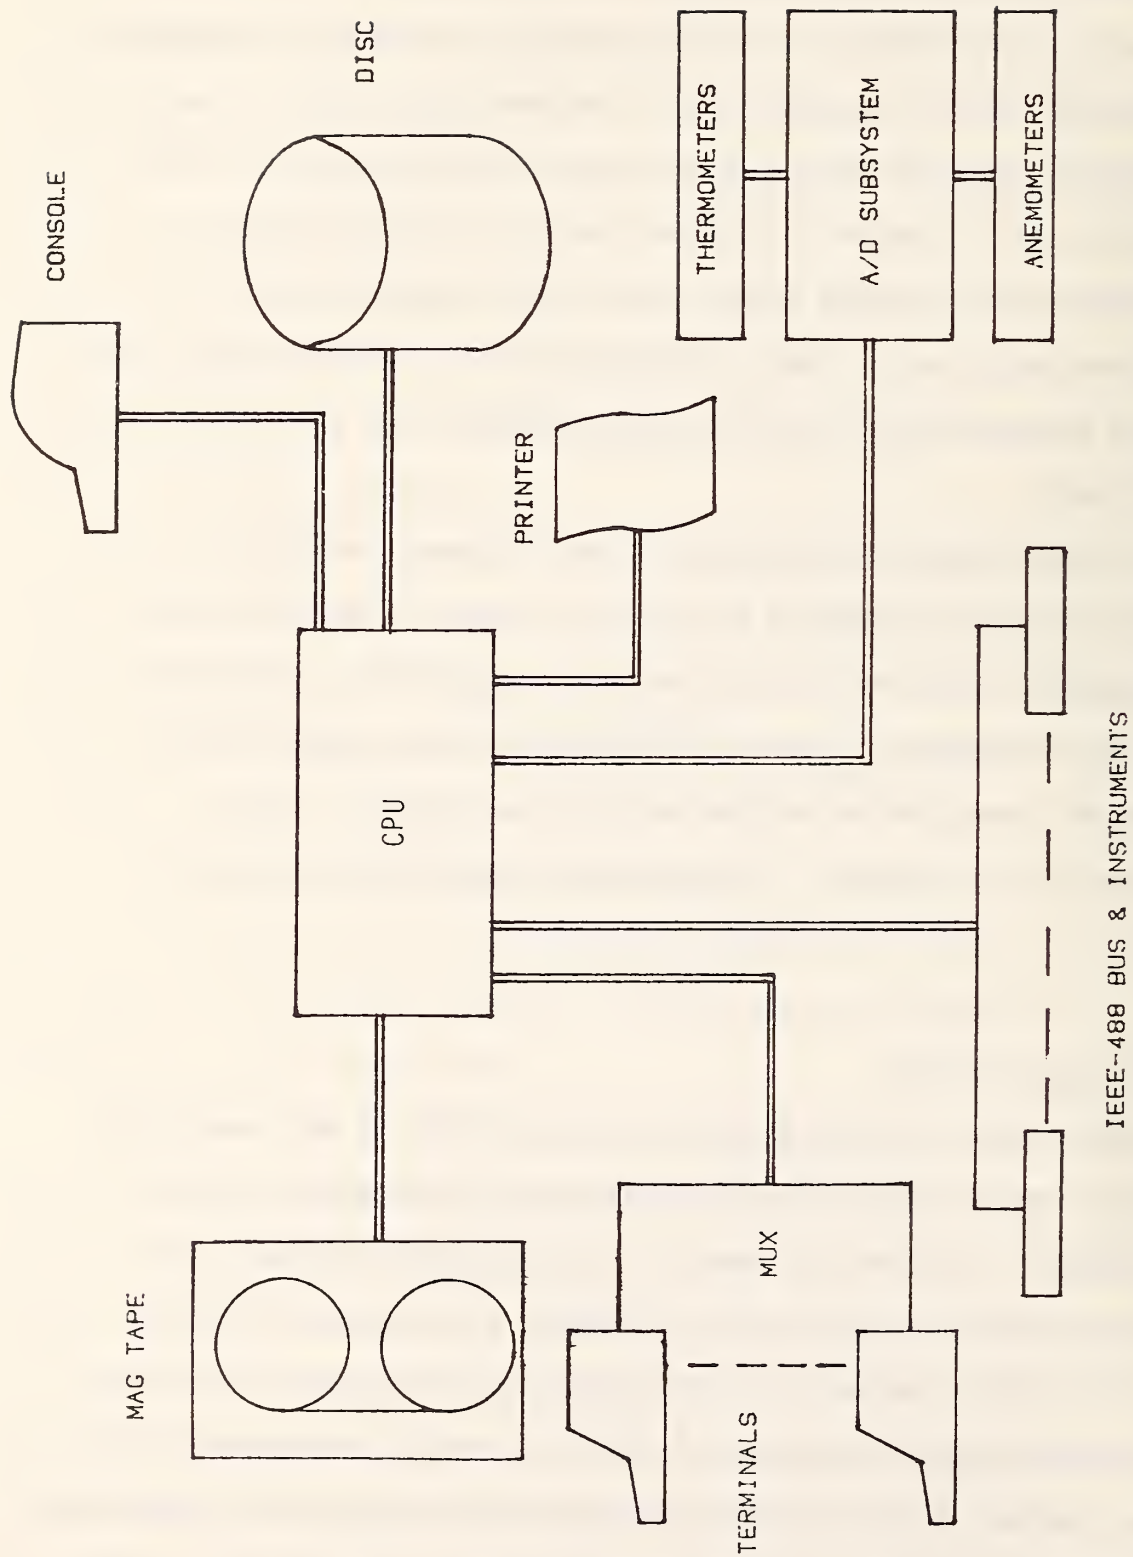 CONSOLE
DISC
MAG TAPE
CPU
PRINTER
THERMOMETERS
A/D SUBSYSTEM
ANEMOMETERS
TERMINALS
MUX
IEEE-488 BUS & INSTRUMENTS